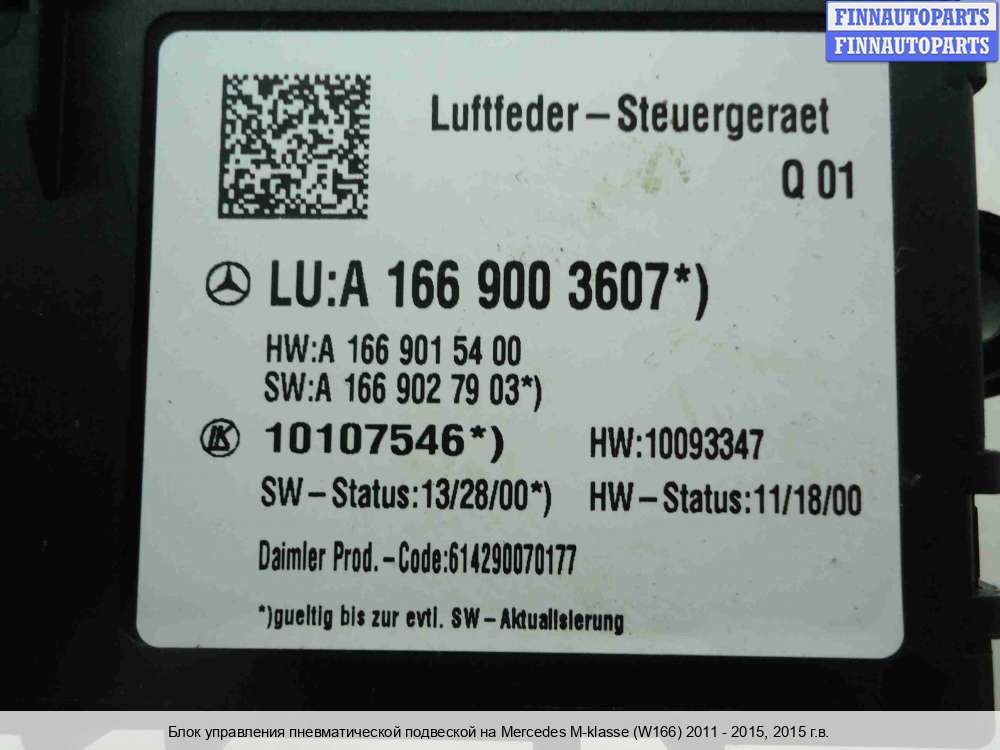 FINNAUTOPARTS
FINNAUTOPARTS
Luftfeder-Steuergeraet
Q 01
LU:A 166 900 3607*)
HW:A 166 901 54 00
SW:A 166 902 79 03*)
10107546*) HW:10093347
SW-Status:13/28/00*) HW-Status:11/18/00
Daimler Prod.-Code:614290070177
*)gueltig bis zur evtl. SW-Aktualisierung
Блок управления пневматической подвеской на Mercedes M-klasse (W166) 2011 - 2015, 2015 г.в.